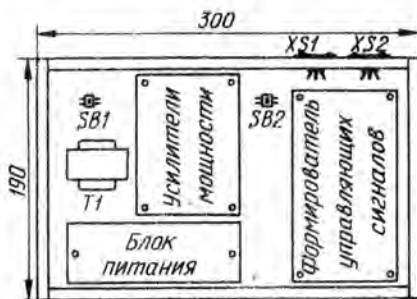 300
XS1 XS2
190
SB1
Усилители
мощности
SB2
Формирователь
управляющих
сигналов
T1
Блок
питания